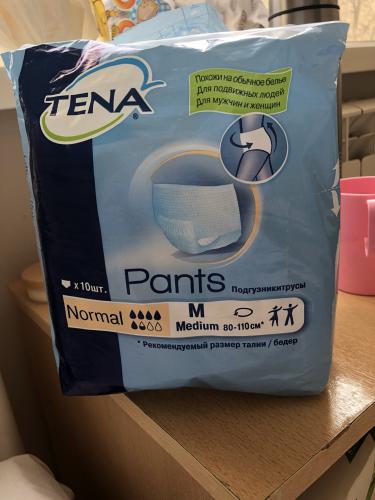 TENA®
Похожи на обычное белье
Для подвижных людей
Для мужчин и женщин
x 10шт.
Pants Подгузникитрусы
Normal
M
Medium 80-110см*
* Рекомендуемый размер талии / бедер